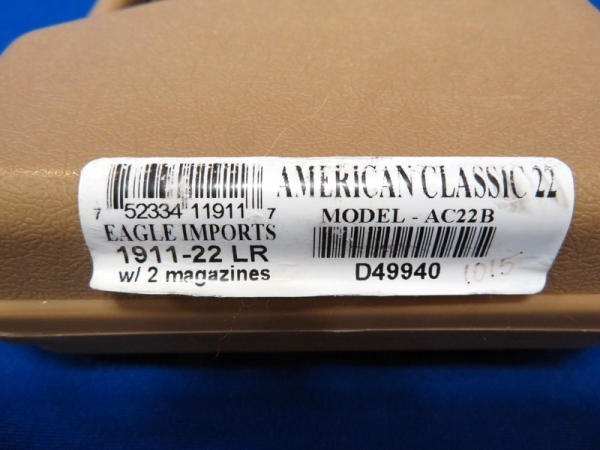 AMERICAN CLASSIC 22
7 52334 11911 7
MODEL - AC22B
EAGLE IMPORTS
1911-22 LR
w/ 2 magazines
D49940
1015